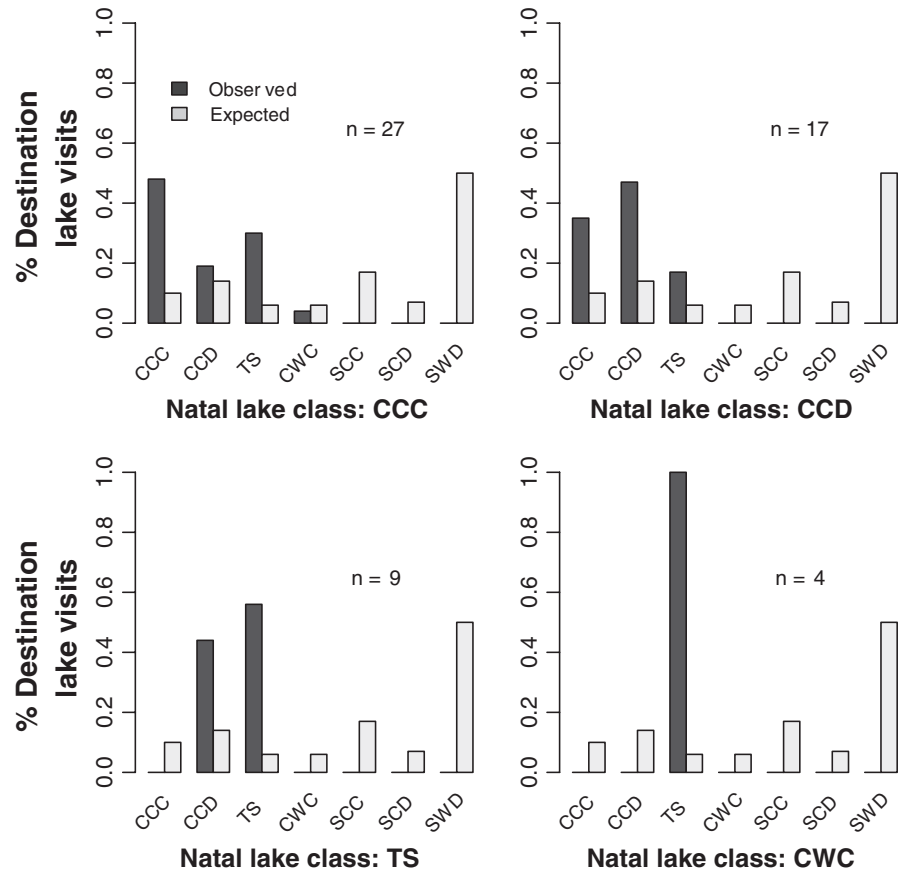 % Destination
lake visits
0.0 0.2 0.4 0.6 0.8 1.0
Obser ved
Expected
n = 27
CCC CCD TS CWC SCC SCD SWD
Natal lake class: CCC
0.0 0.2 0.4 0.6 0.8 1.0
n = 17
CCC CCD TS CWC SCC SCD SWD
Natal lake class: CCD
% Destination
lake visits
0.0 0.2 0.4 0.6 0.8 1.0
n = 9
CCC CCD TS CWC SCC SCD SWD
Natal lake class: TS
0.0 0.2 0.4 0.6 0.8 1.0
n = 4
CCC CCD TS CWC SCC SCD SWD
Natal lake class: CWC